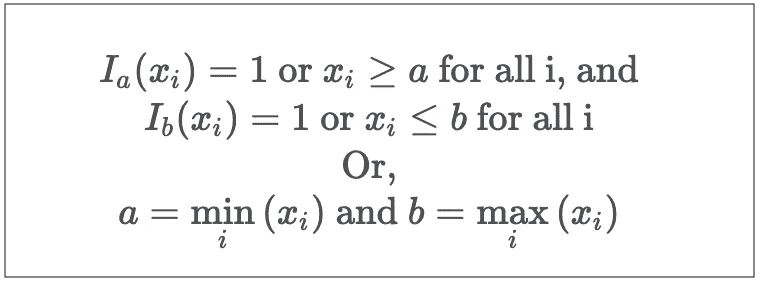 I_a(x_i) = 1 or x_i ≥ a for all i, and
I_b(x_i) = 1 or x_i ≤ b for all i
Or,
a = min_i (x_i) and b = max_i (x_i)